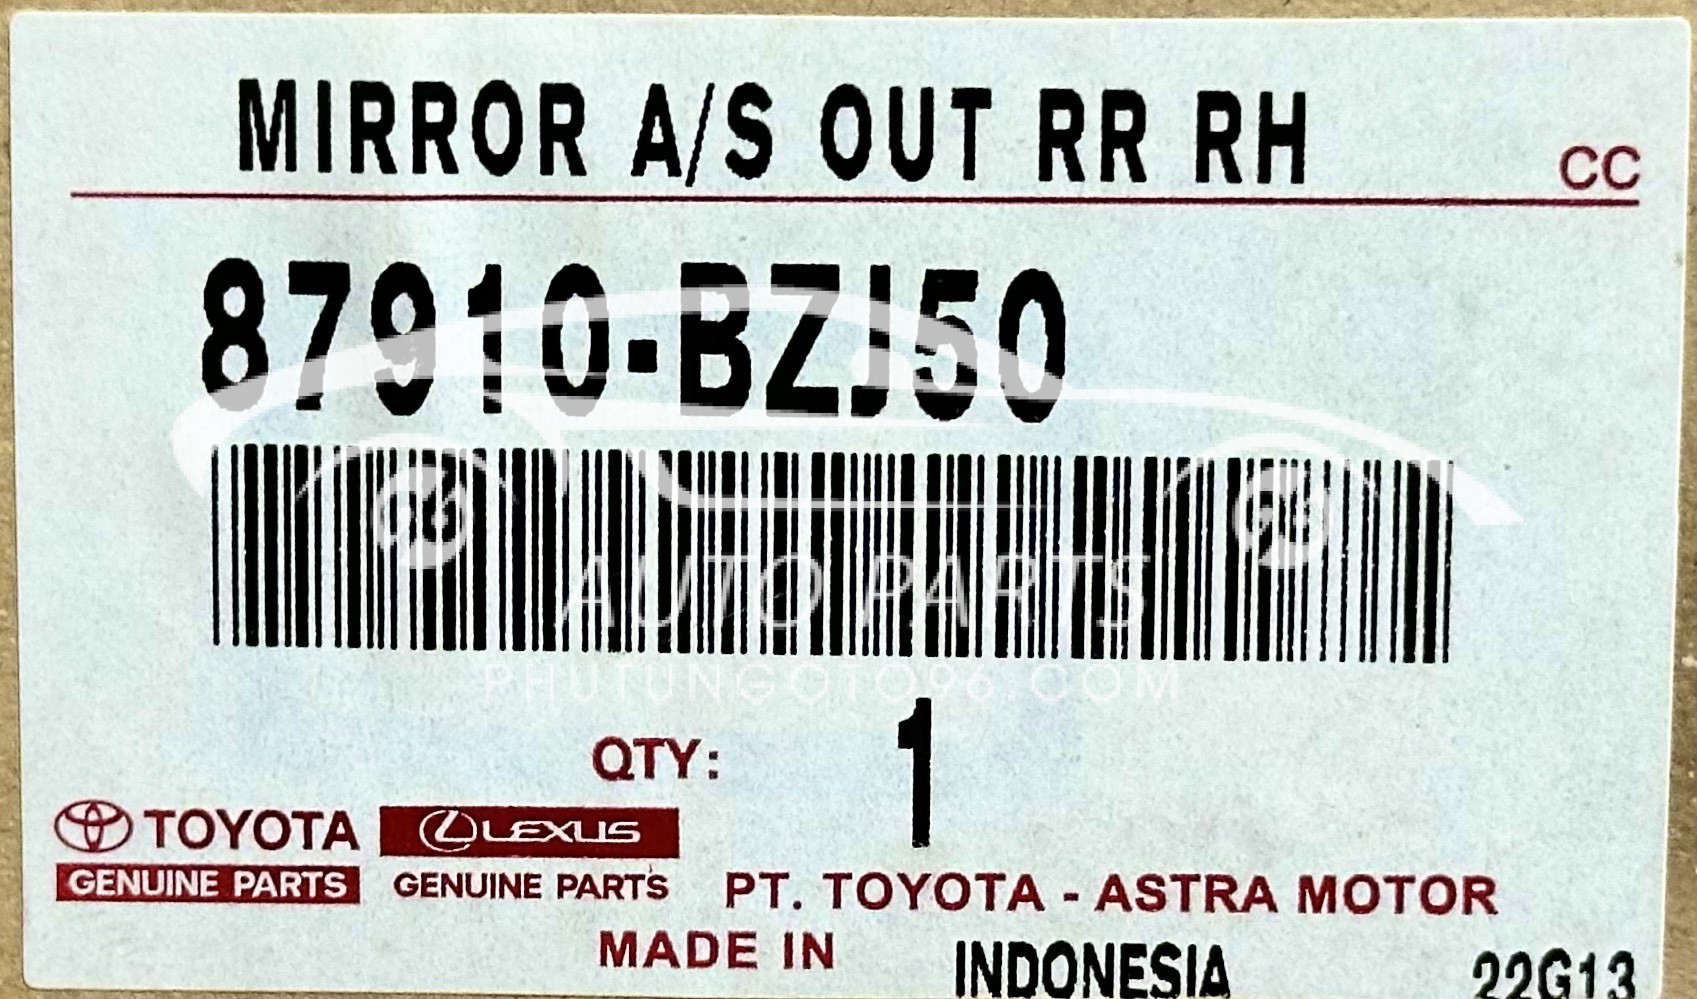 MIRROR A/S OUT RR RH
CC
87910-BZJ50
AUTO PARTS
PHUTUNGOTO96.COM
QTY: 1
TOYOTA
GENUINE PARTS
LEXUS
GENUINE PARTS
PT. TOYOTA - ASTRA MOTOR
MADE IN INDONESIA
22G13